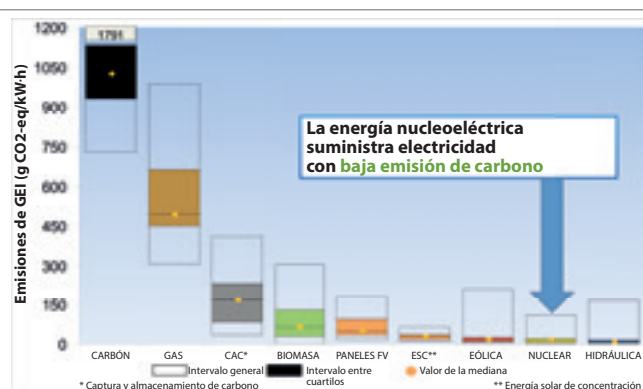 Emisiones de GEI (g CO2-eq/kW·h)
1200
1050
900
750
600
450
300
150
0
1791
La energía nucleoeléctrica
suministra electricidad
con baja emisión de carbono
CARBÓN GAS CAC* BIOMASA PANELES FV ESC** EÓLICA NUCLEAR HIDRÁULICA
Intervalo general Intervalo entre cuartilos Valor de la mediana
* Captura y almacenamiento de carbono ** Energía solar de concentración